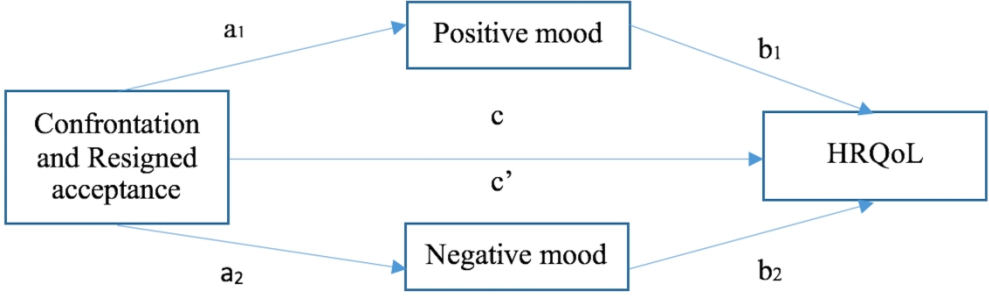 a1
Positive mood
b1
Confrontation
and Resigned
acceptance
c
c’
HRQoL
a2
Negative mood
b2